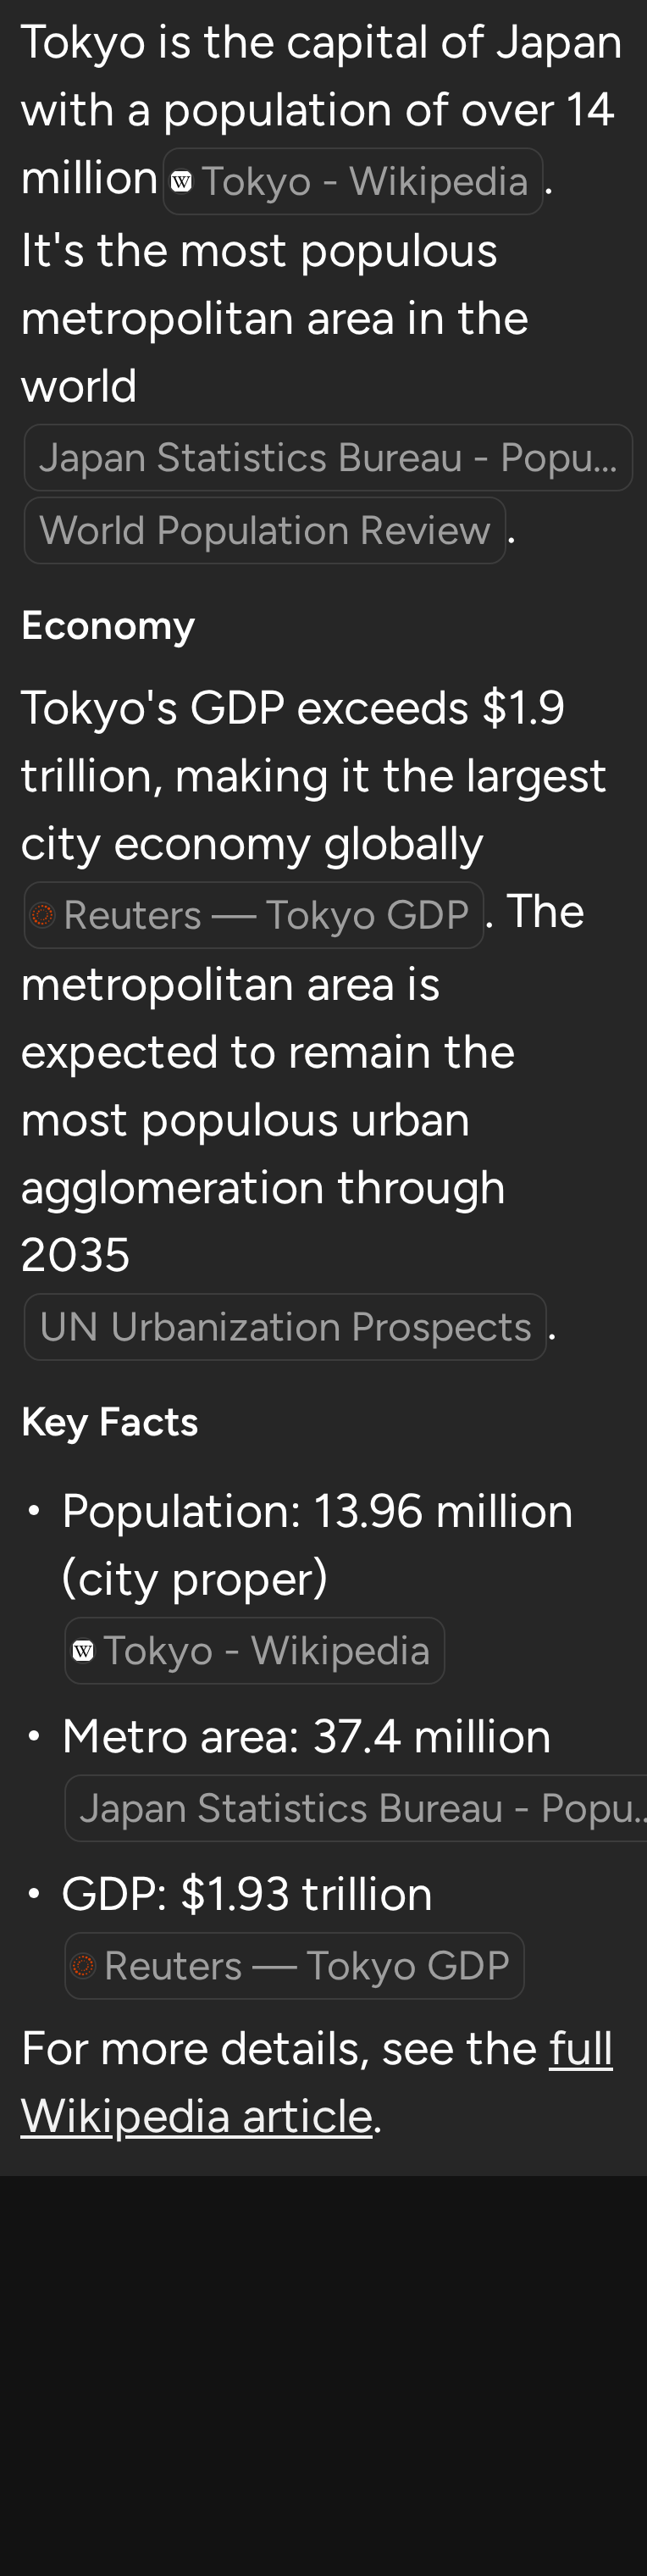 Tokyo is the capital of Japan
with a population of over 14
million W Tokyo - Wikipedia .
It's the most populous
metropolitan area in the
world
Japan Statistics Bureau - Popu...
World Population Review .
Economy
Tokyo's GDP exceeds $1.9
trillion, making it the largest
city economy globally
Reuters — Tokyo GDP . The
metropolitan area is
expected to remain the
most populous urban
agglomeration through
2035
UN Urbanization Prospects .
Key Facts
• Population: 13.96 million
(city proper)
W Tokyo - Wikipedia
• Metro area: 37.4 million
Japan Statistics Bureau - Popu..
• GDP: $1.93 trillion
Reuters — Tokyo GDP
For more details, see the full
Wikipedia article.